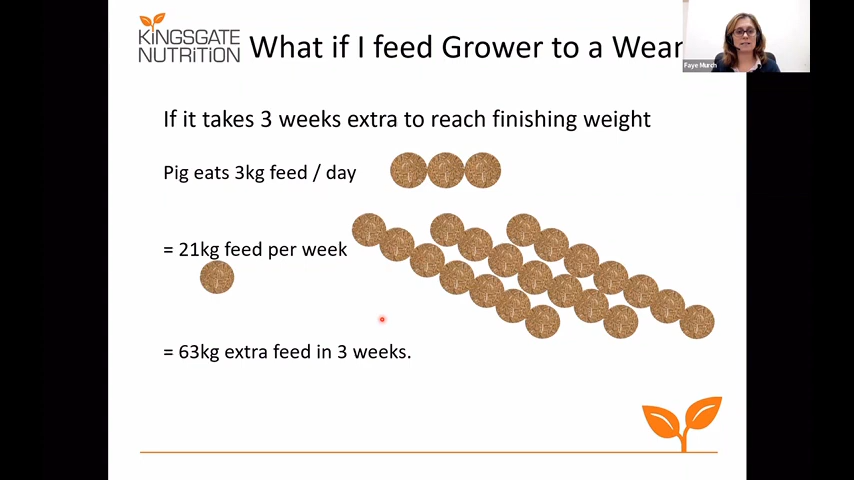 KINGSGATE
NUTRITION
What if I feed Grower to a Wean
Faye Murch
If it takes 3 weeks extra to reach finishing weight
Pig eats 3kg feed / day
= 21kg feed per week
= 63kg extra feed in 3 weeks.